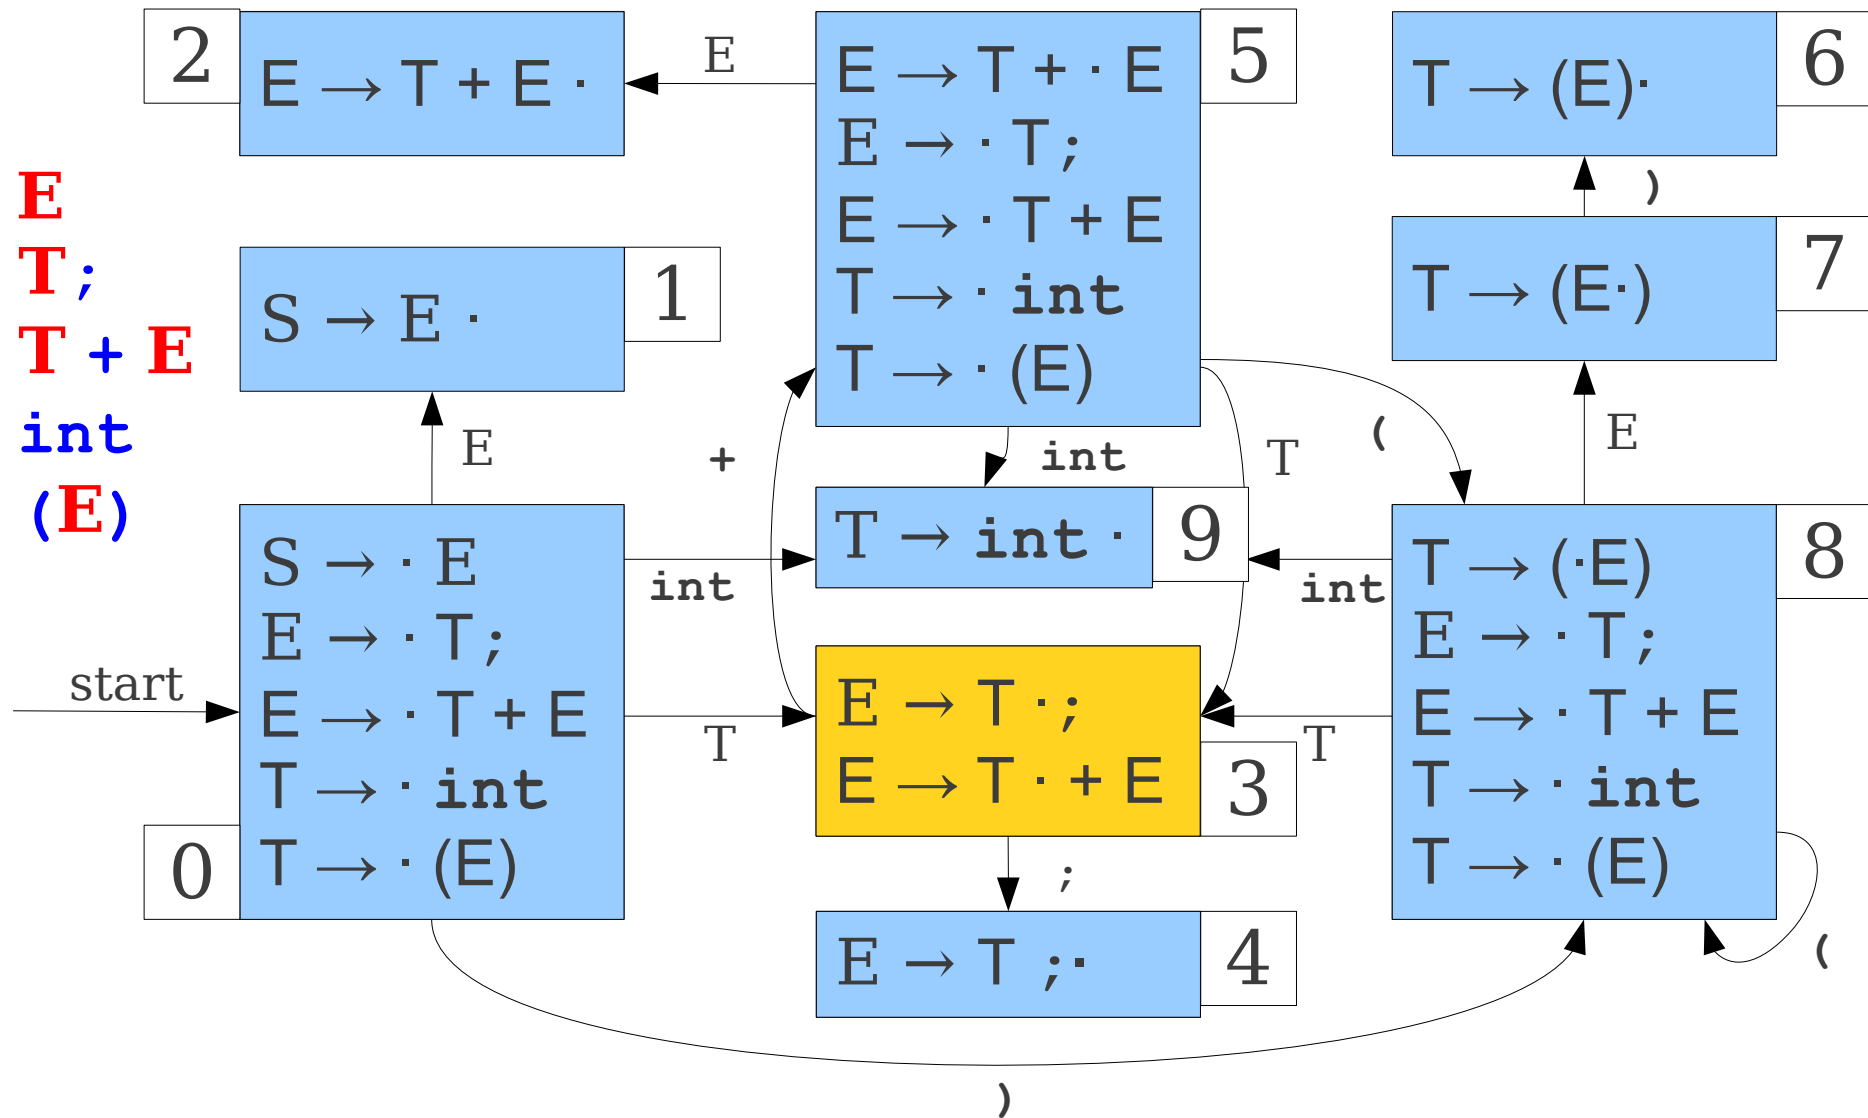 E
T ;
T + E
int
(E)
2
E → T + E ·
E
5
E → T + · E
E → · T ;
E → · T + E
T → · int
T → · (E)
6
T → (E)·
)
7
T → (E·)
1
S → E ·
E
+
int
T
(
E
start
0
S → · E
E → · T ;
E → · T + E
T → · int
T → · (E)
int
T
9
T → int ·
3
E → T · ;
E → T · + E
;
4
E → T ;·
int
T
8
T → (·E)
E → · T ;
E → · T + E
T → · int
T → · (E)
(
)